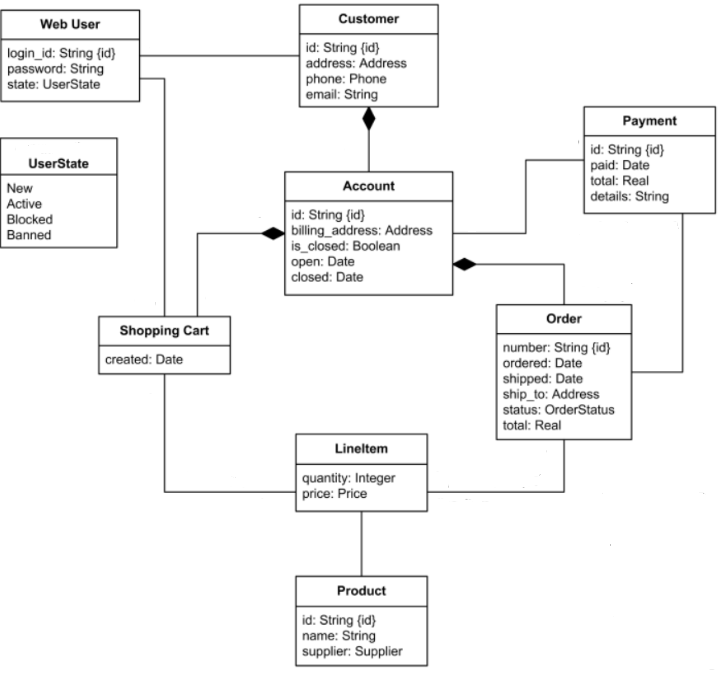 Web User
login_id: String {id}
password: String
state: UserState
Customer
id: String {id}
address: Address
phone: Phone
email: String
Payment
id: String {id}
paid: Date
total: Real
details: String
UserState
New
Active
Blocked
Banned
Account
id: String {id}
billing_address: Address
is_closed: Boolean
open: Date
closed: Date
Shopping Cart
created: Date
Order
number: String {id}
ordered: Date
shipped: Date
ship_to: Address
status: OrderStatus
total: Real
LineItem
quantity: Integer
price: Price
Product
id: String {id}
name: String
supplier: Supplier